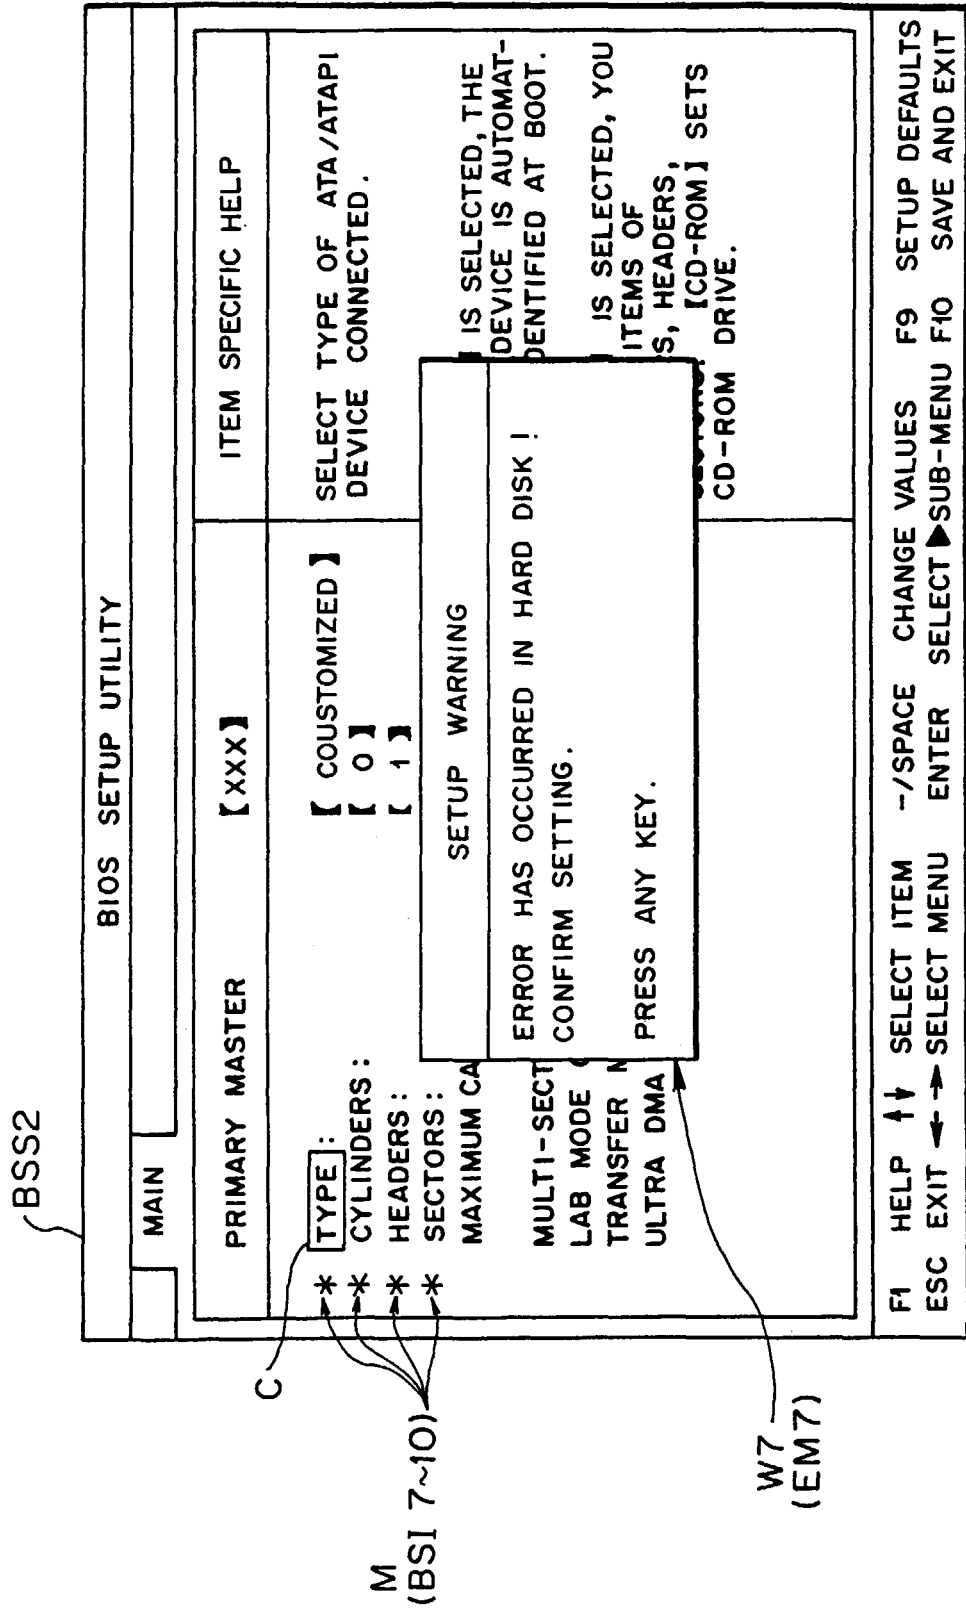 BSS2
BIOS SETUP UTILITY
MAIN
PRIMARY MASTER 【XXX】
ITEM SPECIFIC HELP
C
TYPE : 【 COUSTOMIZED 】
CYLINDERS : 【 0 】
HEADERS : [ 1 】
SECTORS :
MAXIMUM CA
MULTI-SECT
LAB MODE
TRANSFER
ULTRA DMA
* * * *
M
(BSI 7~10)
SELECT TYPE OF ATA/ATAPI
DEVICE CONNECTED.
】 IS SELECTED, THE
DEVICE IS AUTOMAT-
DENTIFIED AT BOOT.
】 IS SELECTED, YOU
ITEMS OF
S, HEADERS,
[CD-ROM】 SETS
CD-ROM DRIVE.
SETUP WARNING
ERROR HAS OCCURRED IN HARD DISK !
CONFIRM SETTING.
PRESS ANY KEY.
W7
(EM7)
F1 HELP ↑↓ SELECT ITEM -/SPACE CHANGE VALUES F9 SETUP DEFAULTS
ESC EXIT ←→ SELECT MENU ENTER SELECT ▶SUB-MENU F10 SAVE AND EXIT